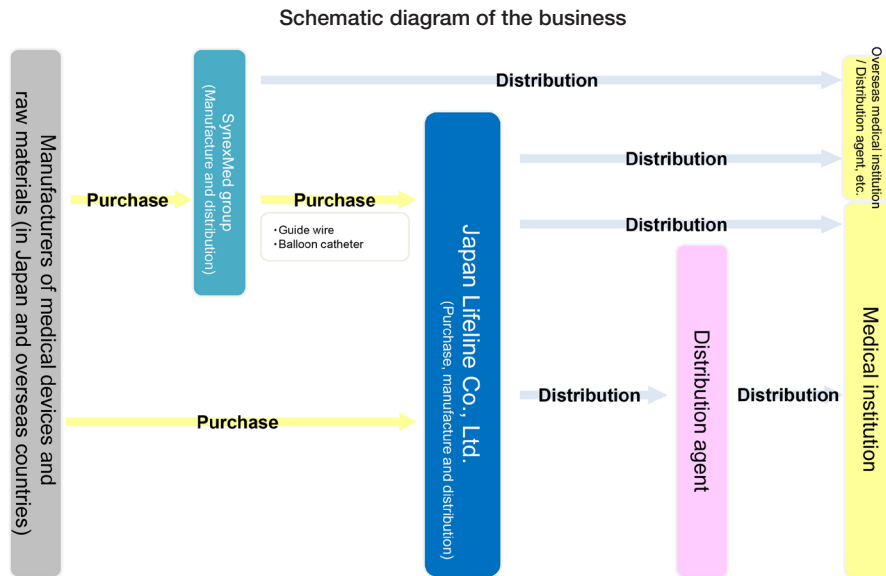 Schematic diagram of the business
Manufacturers of medical devices and
raw materials (in Japan and overseas countries)
Purchase
SynexMed group
(Manufacture and distribution)
Purchase
・Guide wire
・Balloon catheter
Purchase
Japan Lifeline Co., Ltd.
(Purchase, manufacture and distribution)
Distribution
Distribution
Distribution
Distribution
Distribution agent
Distribution
Overseas medical institution
/ Distribution agent, etc.
Medical institution